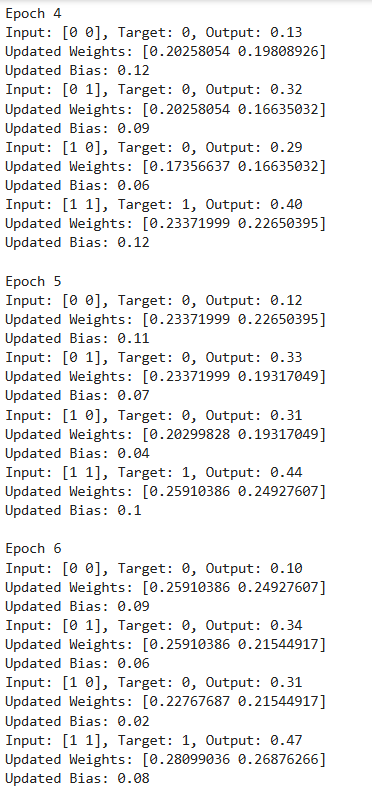 Epoch 4
Input: [0 0], Target: 0, Output: 0.13
Updated Weights: [0.20258054 0.19808926]
Updated Bias: 0.12
Input: [0 1], Target: 0, Output: 0.32
Updated Weights: [0.20258054 0.16635032]
Updated Bias: 0.09
Input: [1 0], Target: 0, Output: 0.29
Updated Weights: [0.17356637 0.16635032]
Updated Bias: 0.06
Input: [1 1], Target: 1, Output: 0.40
Updated Weights: [0.23371999 0.22650395]
Updated Bias: 0.12

Epoch 5
Input: [0 0], Target: 0, Output: 0.12
Updated Weights: [0.23371999 0.22650395]
Updated Bias: 0.11
Input: [0 1], Target: 0, Output: 0.33
Updated Weights: [0.23371999 0.19317049]
Updated Bias: 0.07
Input: [1 0], Target: 0, Output: 0.31
Updated Weights: [0.20299828 0.19317049]
Updated Bias: 0.04
Input: [1 1], Target: 1, Output: 0.44
Updated Weights: [0.25910386 0.24927607]
Updated Bias: 0.1

Epoch 6
Input: [0 0], Target: 0, Output: 0.10
Updated Weights: [0.25910386 0.24927607]
Updated Bias: 0.09
Input: [0 1], Target: 0, Output: 0.34
Updated Weights: [0.25910386 0.21544917]
Updated Bias: 0.06
Input: [1 0], Target: 0, Output: 0.31
Updated Weights: [0.22767687 0.21544917]
Updated Bias: 0.02
Input: [1 1], Target: 1, Output: 0.47
Updated Weights: [0.28099036 0.26876266]
Updated Bias: 0.08